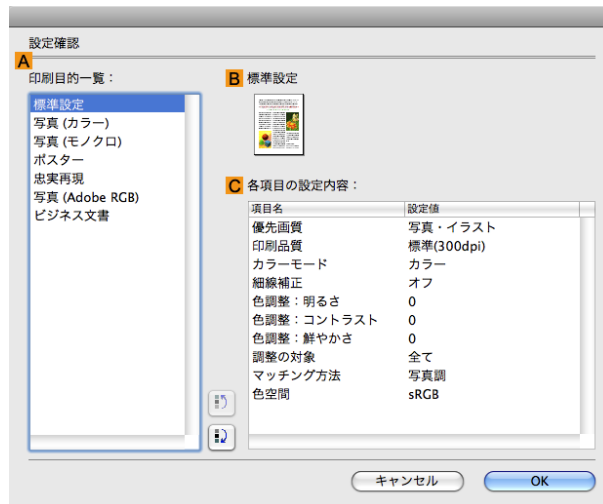 設定確認
A
印刷目的一覧：
標準設定
写真 (カラー)
写真 (モノクロ)
ポスター
忠実再現
写真 (Adobe RGB)
ビジネス文書
B 標準設定
C 各項目の設定内容：
項目名 設定値
優先画質 写真・イラスト
印刷品質 標準(300dpi)
カラーモード カラー
細線補正 オフ
色調整：明るさ 0
色調整：コントラスト 0
色調整：鮮やかさ 0
調整の対象 全て
マッチング方法 写真調
色空間 sRGB
キャンセル OK